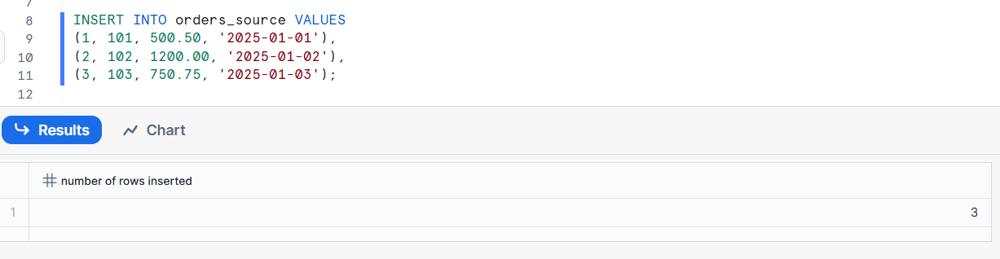 7
8 INSERT INTO orders_source VALUES
9 (1, 101, 500.50, '2025-01-01'),
10 (2, 102, 1200.00, '2025-01-02'),
11 (3, 103, 750.75, '2025-01-03');
12
Results Chart
number of rows inserted
1 3